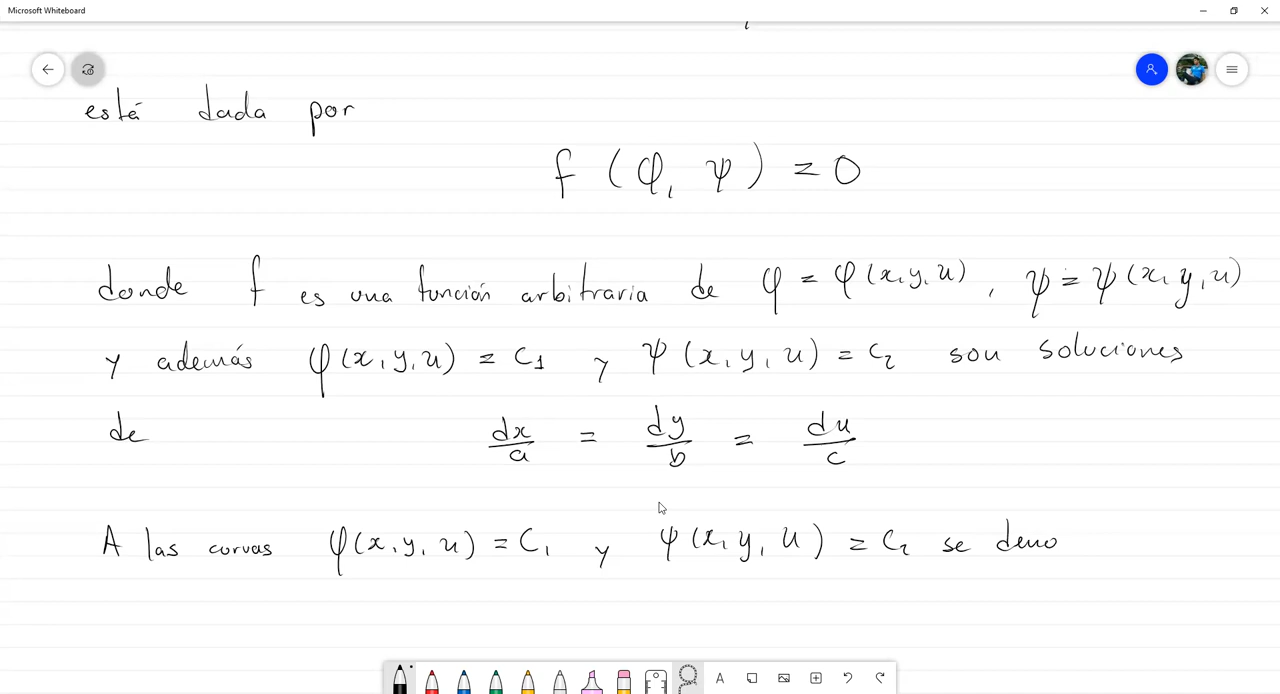 Microsoft Whiteboard
está dada por
f (φ, ψ) = 0
donde f es una función arbitraria de φ = φ(x, y, u), ψ = ψ(x, y, u)
y además φ(x, y, u) = C₁ y ψ(x, y, u) = C₂ son soluciones
de dx/a = dy/b = du/c
A las curvas φ(x, y, u) = C₁ y ψ(x, y, u) = C₂ se deno